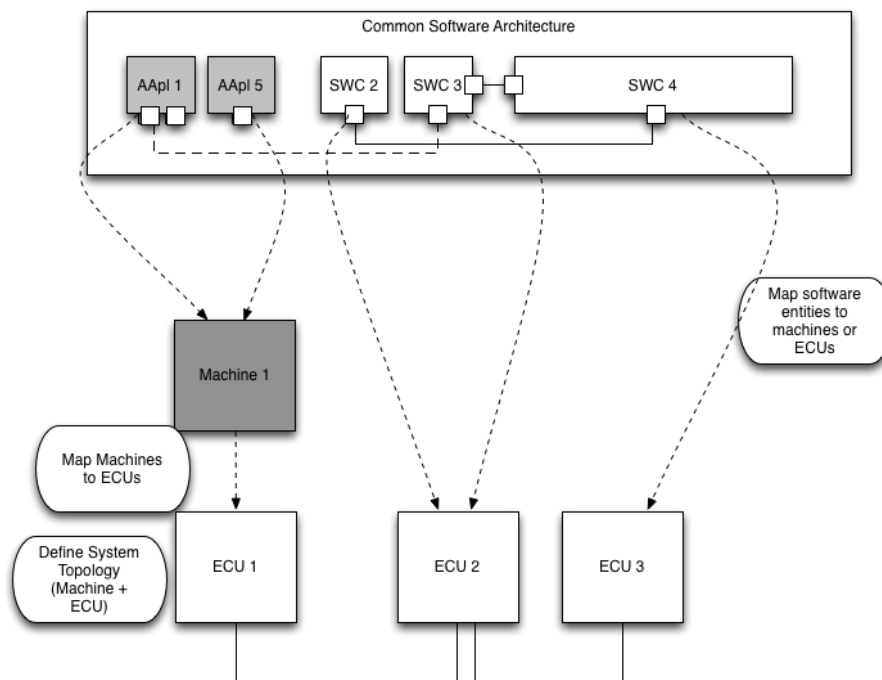 Common Software Architecture
AApl 1
AApl 5
SWC 2
SWC 3
SWC 4
Map software
entities to
machines or
ECUs
Machine 1
Map Machines
to ECUs
Define System
Topology
(Machine +
ECU)
ECU 1
ECU 2
ECU 3